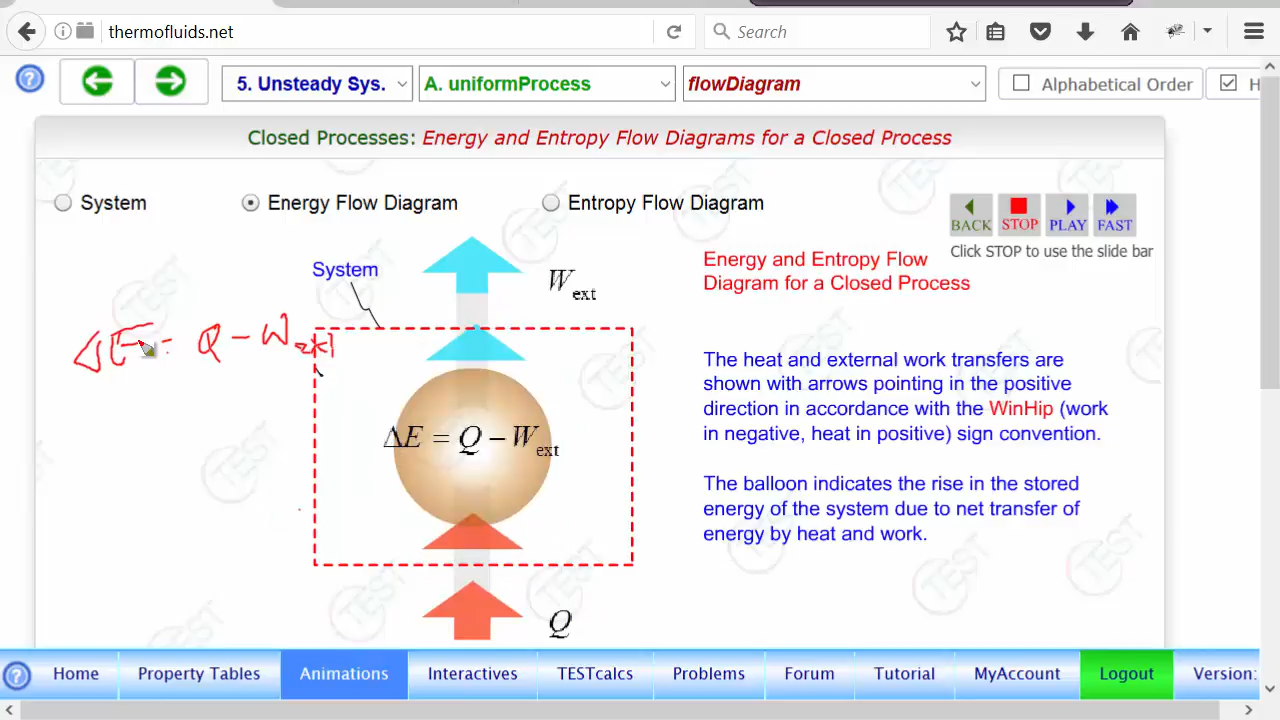 thermofluids.net
Search
5. Unsteady Sys.
A. uniformProcess
flowDiagram
Alphabetical Order
H
Closed Processes: Energy and Entropy Flow Diagrams for a Closed Process
System
Energy Flow Diagram
Entropy Flow Diagram
BACK
STOP
PLAY
FAST
Click STOP to use the slide bar
System
Wext
Energy and Entropy Flow
Diagram for a Closed Process
ΔE = Q - Wext
The heat and external work transfers are
shown with arrows pointing in the positive
direction in accordance with the WinHip (work
in negative, heat in positive) sign convention.
ΔE = Q – Wext
The balloon indicates the rise in the stored
energy of the system due to net transfer of
energy by heat and work.
Q
TEST
Home
Property Tables
Animations
Interactives
TESTcalcs
Problems
Forum
Tutorial
MyAccount
Logout
Version: